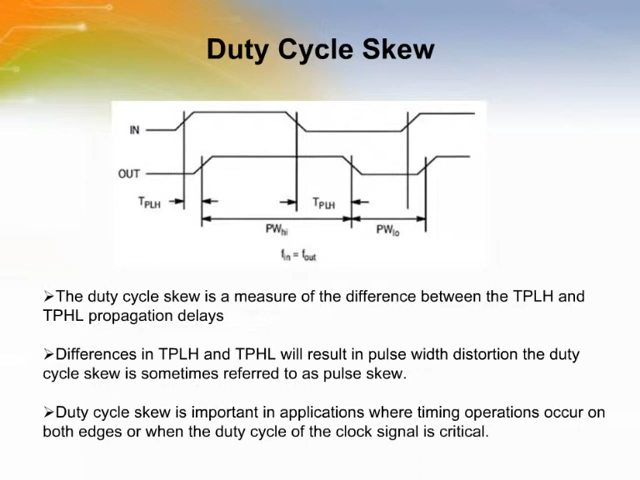 Duty Cycle Skew
IN
OUT
TPLH
TPLH
PWhi
PWlo
fin = fout
➢The duty cycle skew is a measure of the difference between the TPLH and
TPHL propagation delays
➢Differences in TPLH and TPHL will result in pulse width distortion the duty
cycle skew is sometimes referred to as pulse skew.
➢Duty cycle skew is important in applications where timing operations occur on
both edges or when the duty cycle of the clock signal is critical.